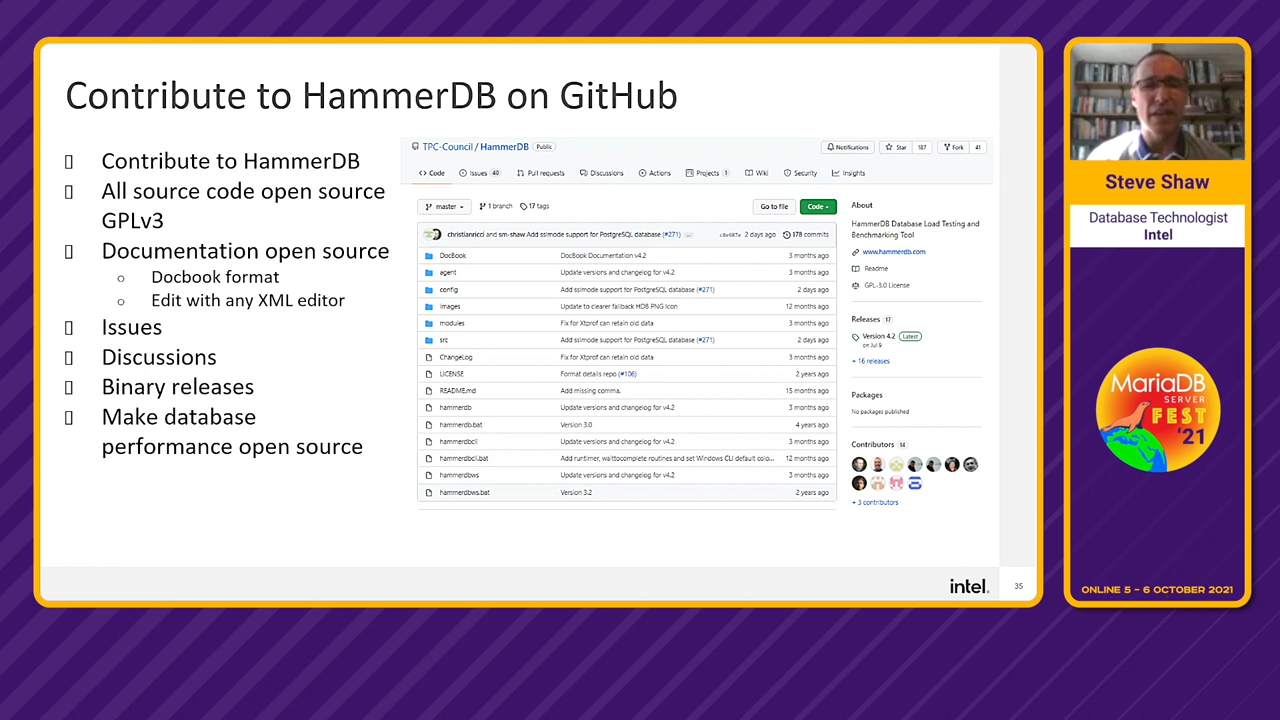 Contribute to HammerDB on GitHub
Contribute to HammerDB
All source code open source
GPLv3
Documentation open source
Docbook format
Edit with any XML editor
Issues
Discussions
Binary releases
Make database
performance open source
TPC-Council / HammerDB Public
Notifications Star 187 Fork 41
Code Issues 40 Pull requests Discussions Actions Projects 1 Wiki Security Insights
master 1 branch 17 tags Go to file Code
christianricci and sm-shaw Add sslmode support for PostgreSQL database (#271) ... c8e987e 2 days ago 178 commits
DocBook DocBook Documentation v4.2 3 months ago
agent Update versions and changelog for v4.2 3 months ago
config Add sslmode support for PostgreSQL database (#271) 2 days ago
images Update to clearer fallback HDB PNG Icon 12 months ago
modules Fix for Xtprof can retain old data 3 months ago
src Add sslmode support for PostgreSQL database (#271) 2 days ago
ChangeLog Fix for Xtprof can retain old data 3 months ago
LICENSE Format details repo (#106) 2 years ago
README.md Add missing comma. 15 months ago
hammerdb Update versions and changelog for v4.2 3 months ago
hammerdb.bat Version 3.0 4 years ago
hammerdbcli Update versions and changelog for v4.2 3 months ago
hammerdbcli.bat Add runtimer, waittocomplete routines and set Windows CLI default colo... 12 months ago
hammerdbws Update versions and changelog for v4.2 3 months ago
hammerdbws.bat Version 3.2 2 years ago
About
HammerDB Database Load Testing and
Benchmarking Tool
www.hammerdb.com
Readme
GPL-3.0 License
Releases 17
Version 4.2 Latest
on Jul 9
+ 16 releases
Packages
No packages published
Contributors 14
+ 3 contributors
intel.
35
Steve Shaw
Database Technologist
Intel
MariaDB
SERVER
FEST
'21
ONLINE 5 - 6 OCTOBER 2021